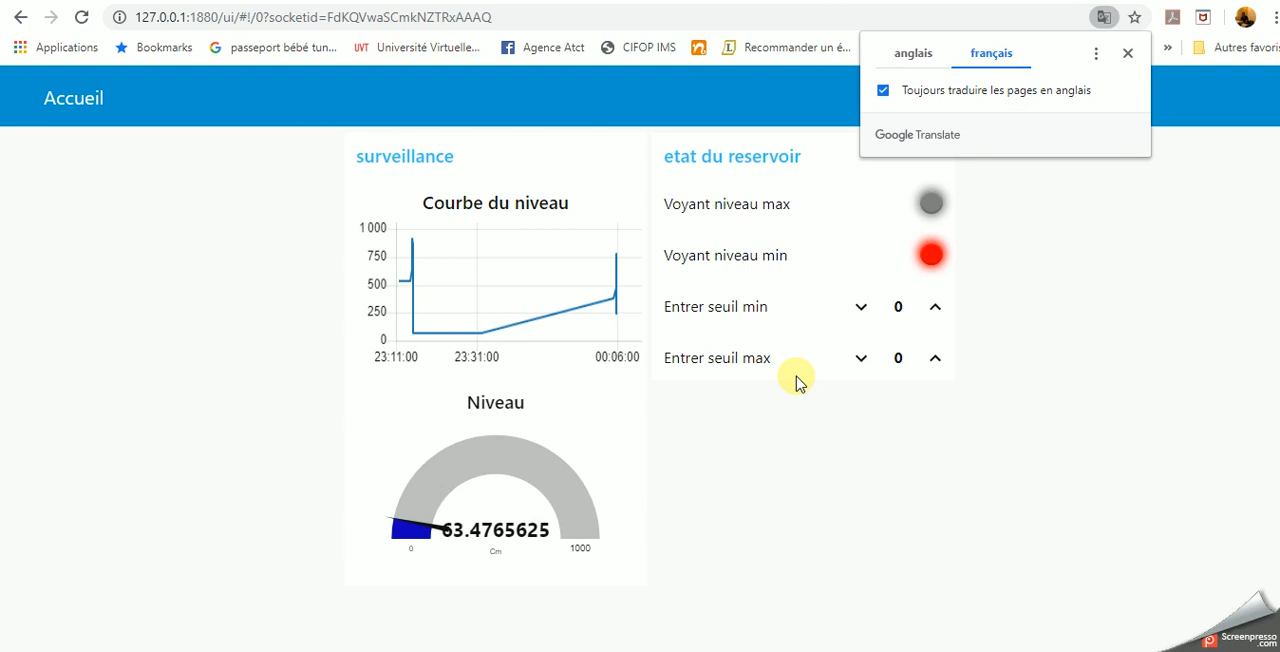 127.0.0.1:1880/ui/#!/0?socketid=FdKQVwaSCmkNZTRxAAAQ
Applications
Bookmarks
passeport bébé tun...
UVT Université Virtuelle...
Agence Atct
CIFOP IMS
Recommander un é...
»
Autres favoris
anglais
français
Toujours traduire les pages en anglais
Google Translate
Accueil
surveillance
Courbe du niveau
1 000
750
500
250
0
23:11:00
23:31:00
00:06:00
Niveau
63.4765625
0
Cm
1000
etat du reservoir
Voyant niveau max
Voyant niveau min
Entrer seuil min
0
Entrer seuil max
0
Screenpresso
.com